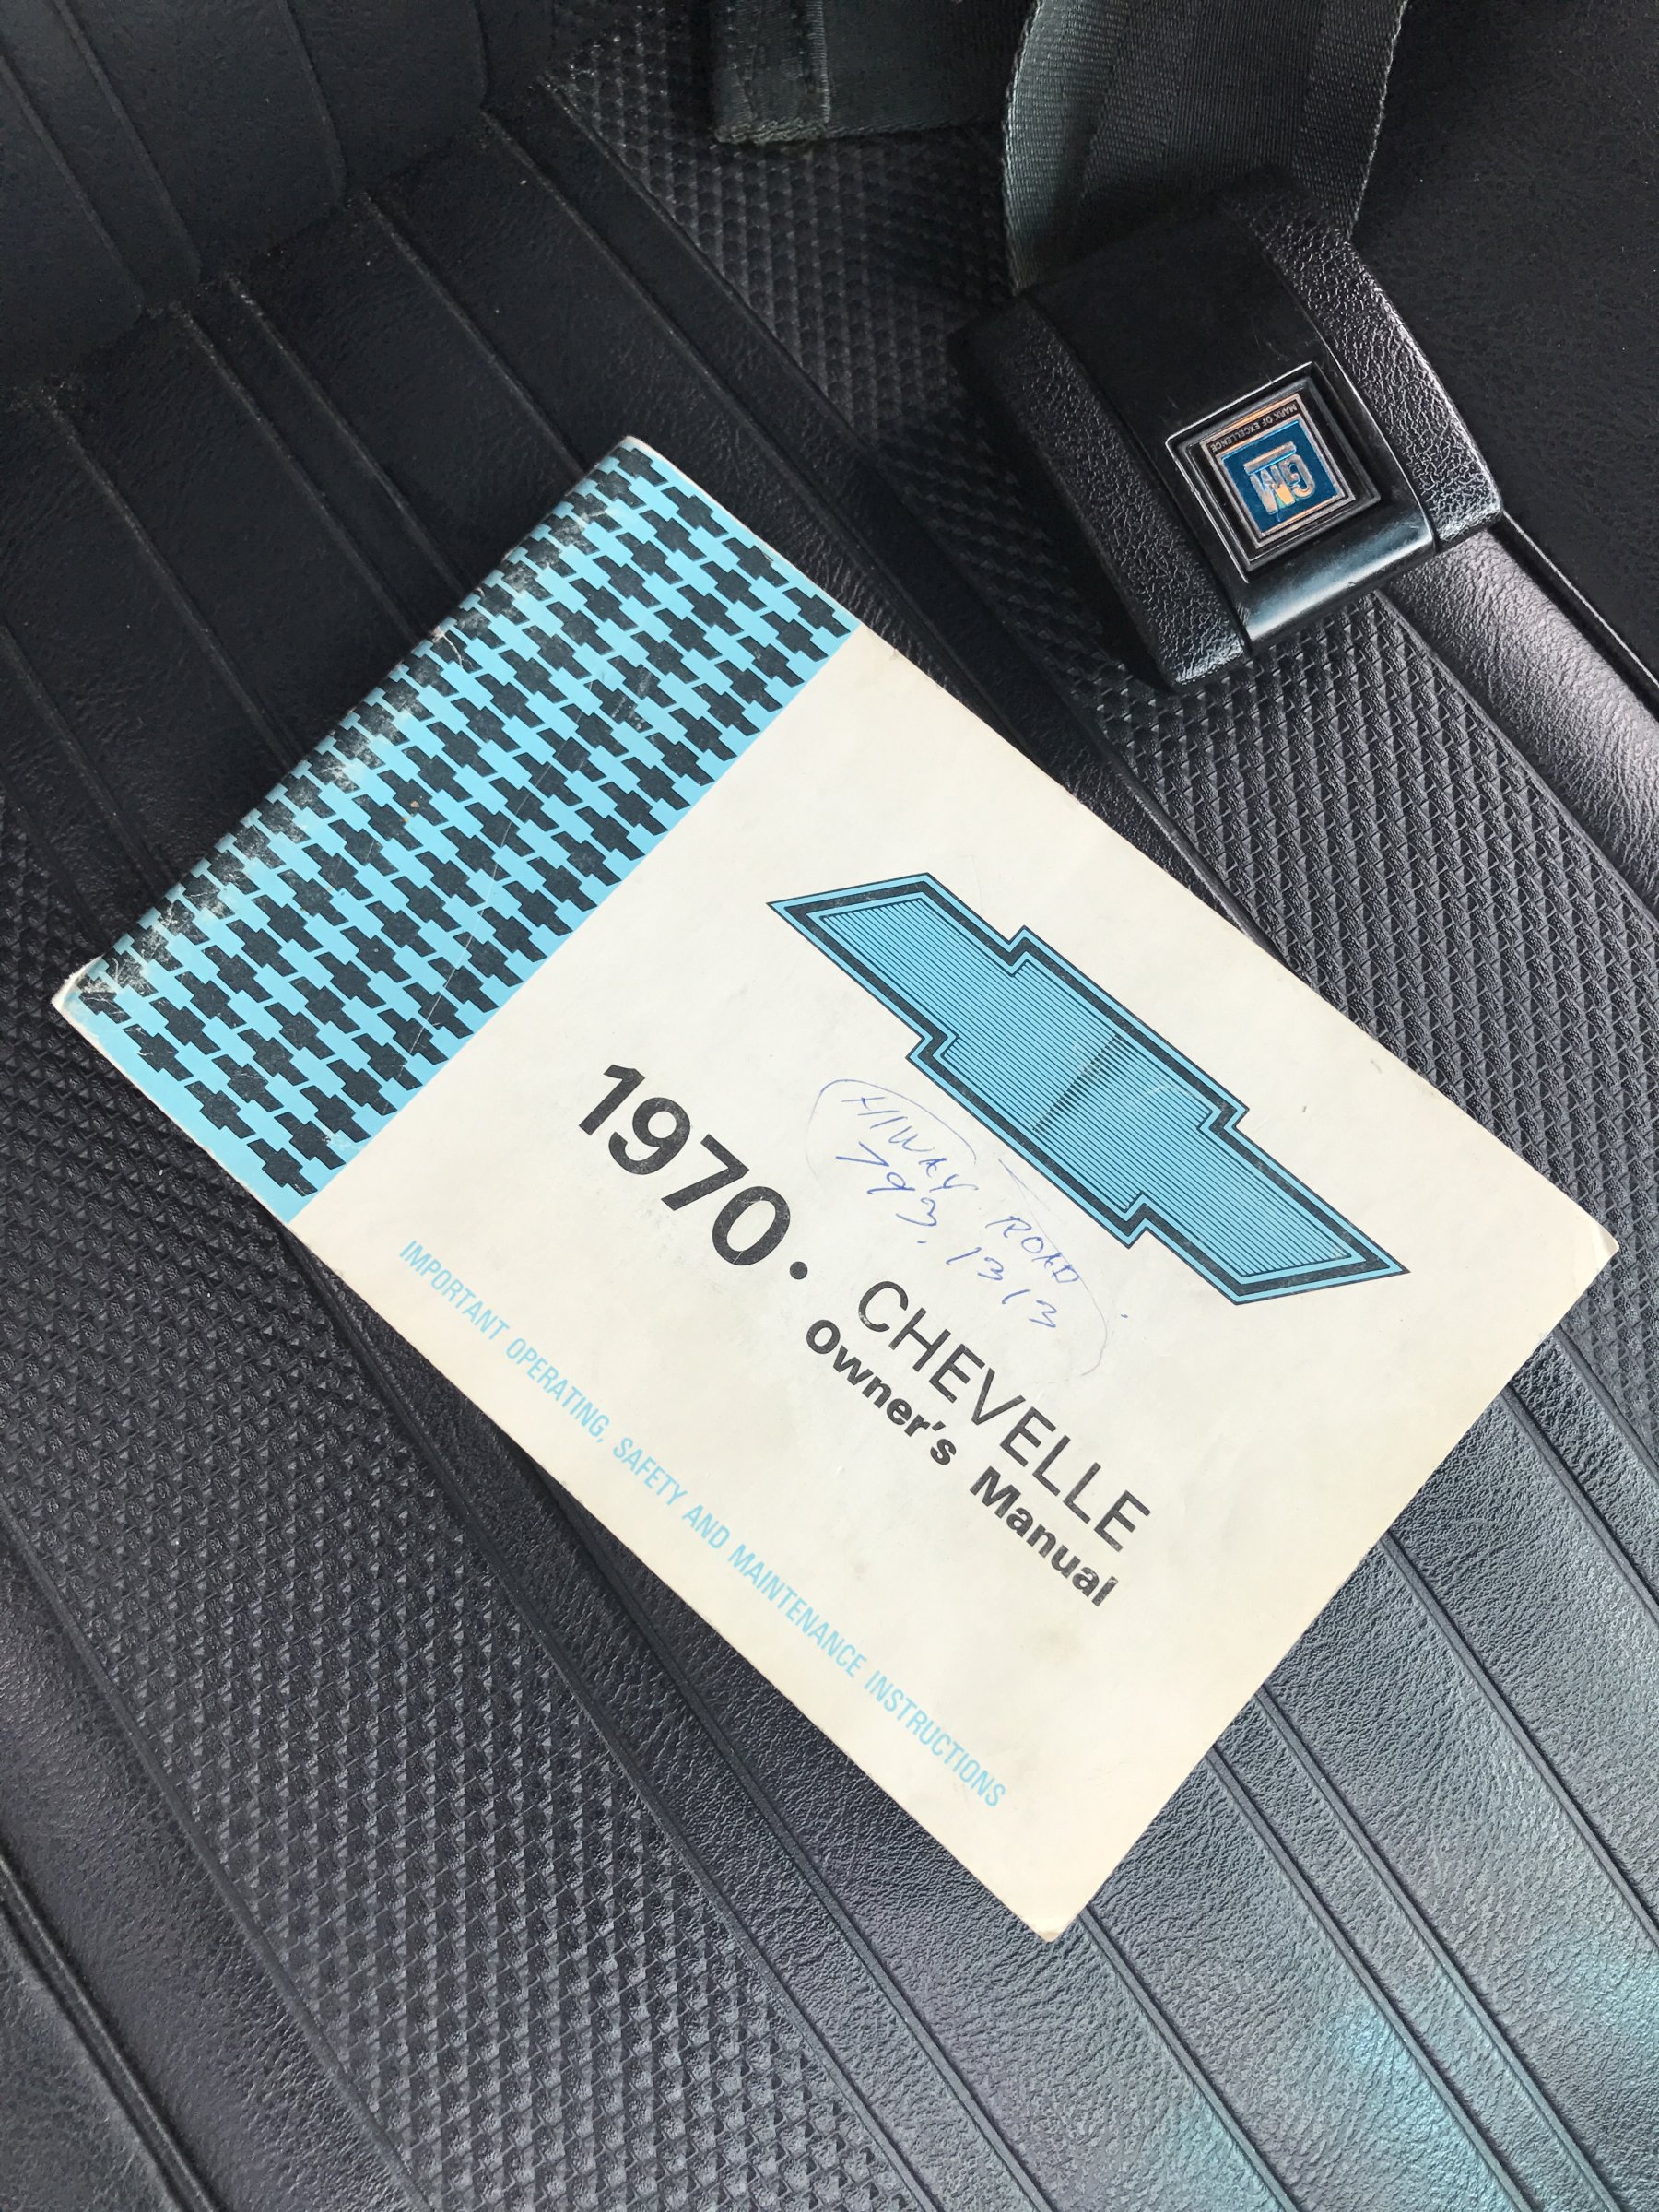 GM
MARK OF EXCELLENCE
HIWAY ROAD
793.1313
1970 • CHEVELLE
Owner's Manual
IMPORTANT OPERATING, SAFETY AND MAINTENANCE INSTRUCTIONS